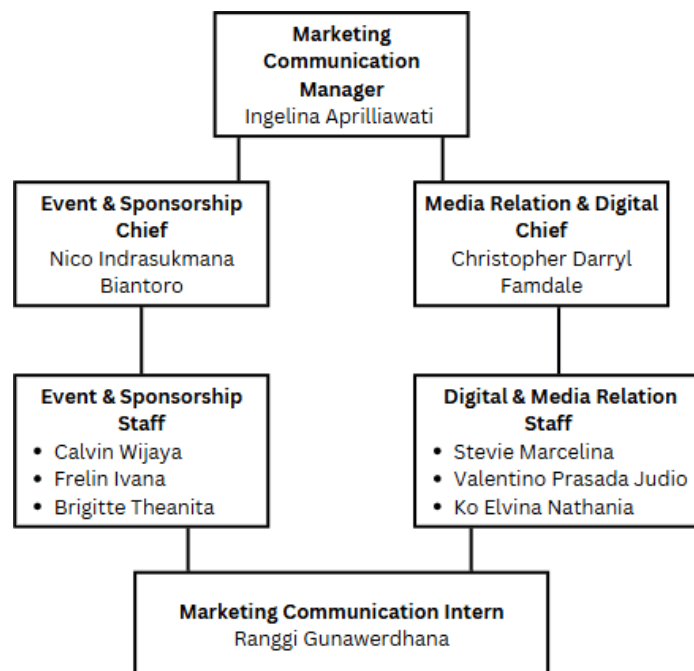 Marketing
Communication
Manager
Ingelina Aprilliawati
Event & Sponsorship
Chief
Nico Indrasukmana
Biantoro
Media Relation & Digital
Chief
Christopher Darryl
Famdale
Event & Sponsorship
Staff
• Calvin Wijaya
• Frelin Ivana
• Brigitte Theanita
Digital & Media Relation
Staff
• Stevie Marcelina
• Valentino Prasada Judio
• Ko Elvina Nathania
Marketing Communication Intern
Ranggi Gunawerdhana